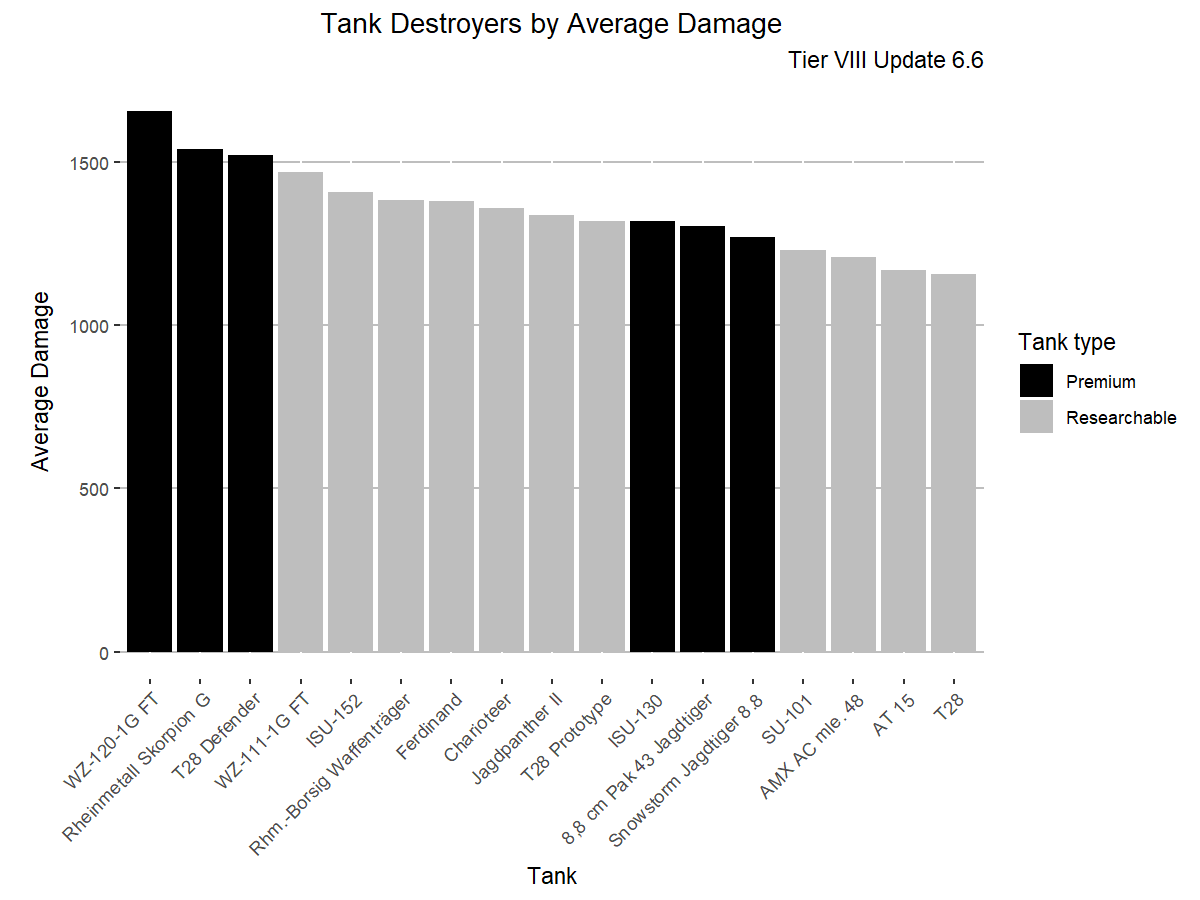 Tank Destroyers by Average Damage
Tier VIII Update 6.6
Average Damage
1500
1000
500
0
WZ-120-1G FT
Rheinmetall Skorpion G
T28 Defender
WZ-111-1G FT
ISU-152
Rhm.-Borsig Waffenträger
Ferdinand
Charioteer
Jagdpanther II
T28 Prototype
ISU-130
8,8 cm Pak 43 Jagdtiger
Snowstorm Jagdtiger 8.8
SU-101
AMX AC mle. 48
AT 15
T28
Tank
Tank type
Premium
Researchable